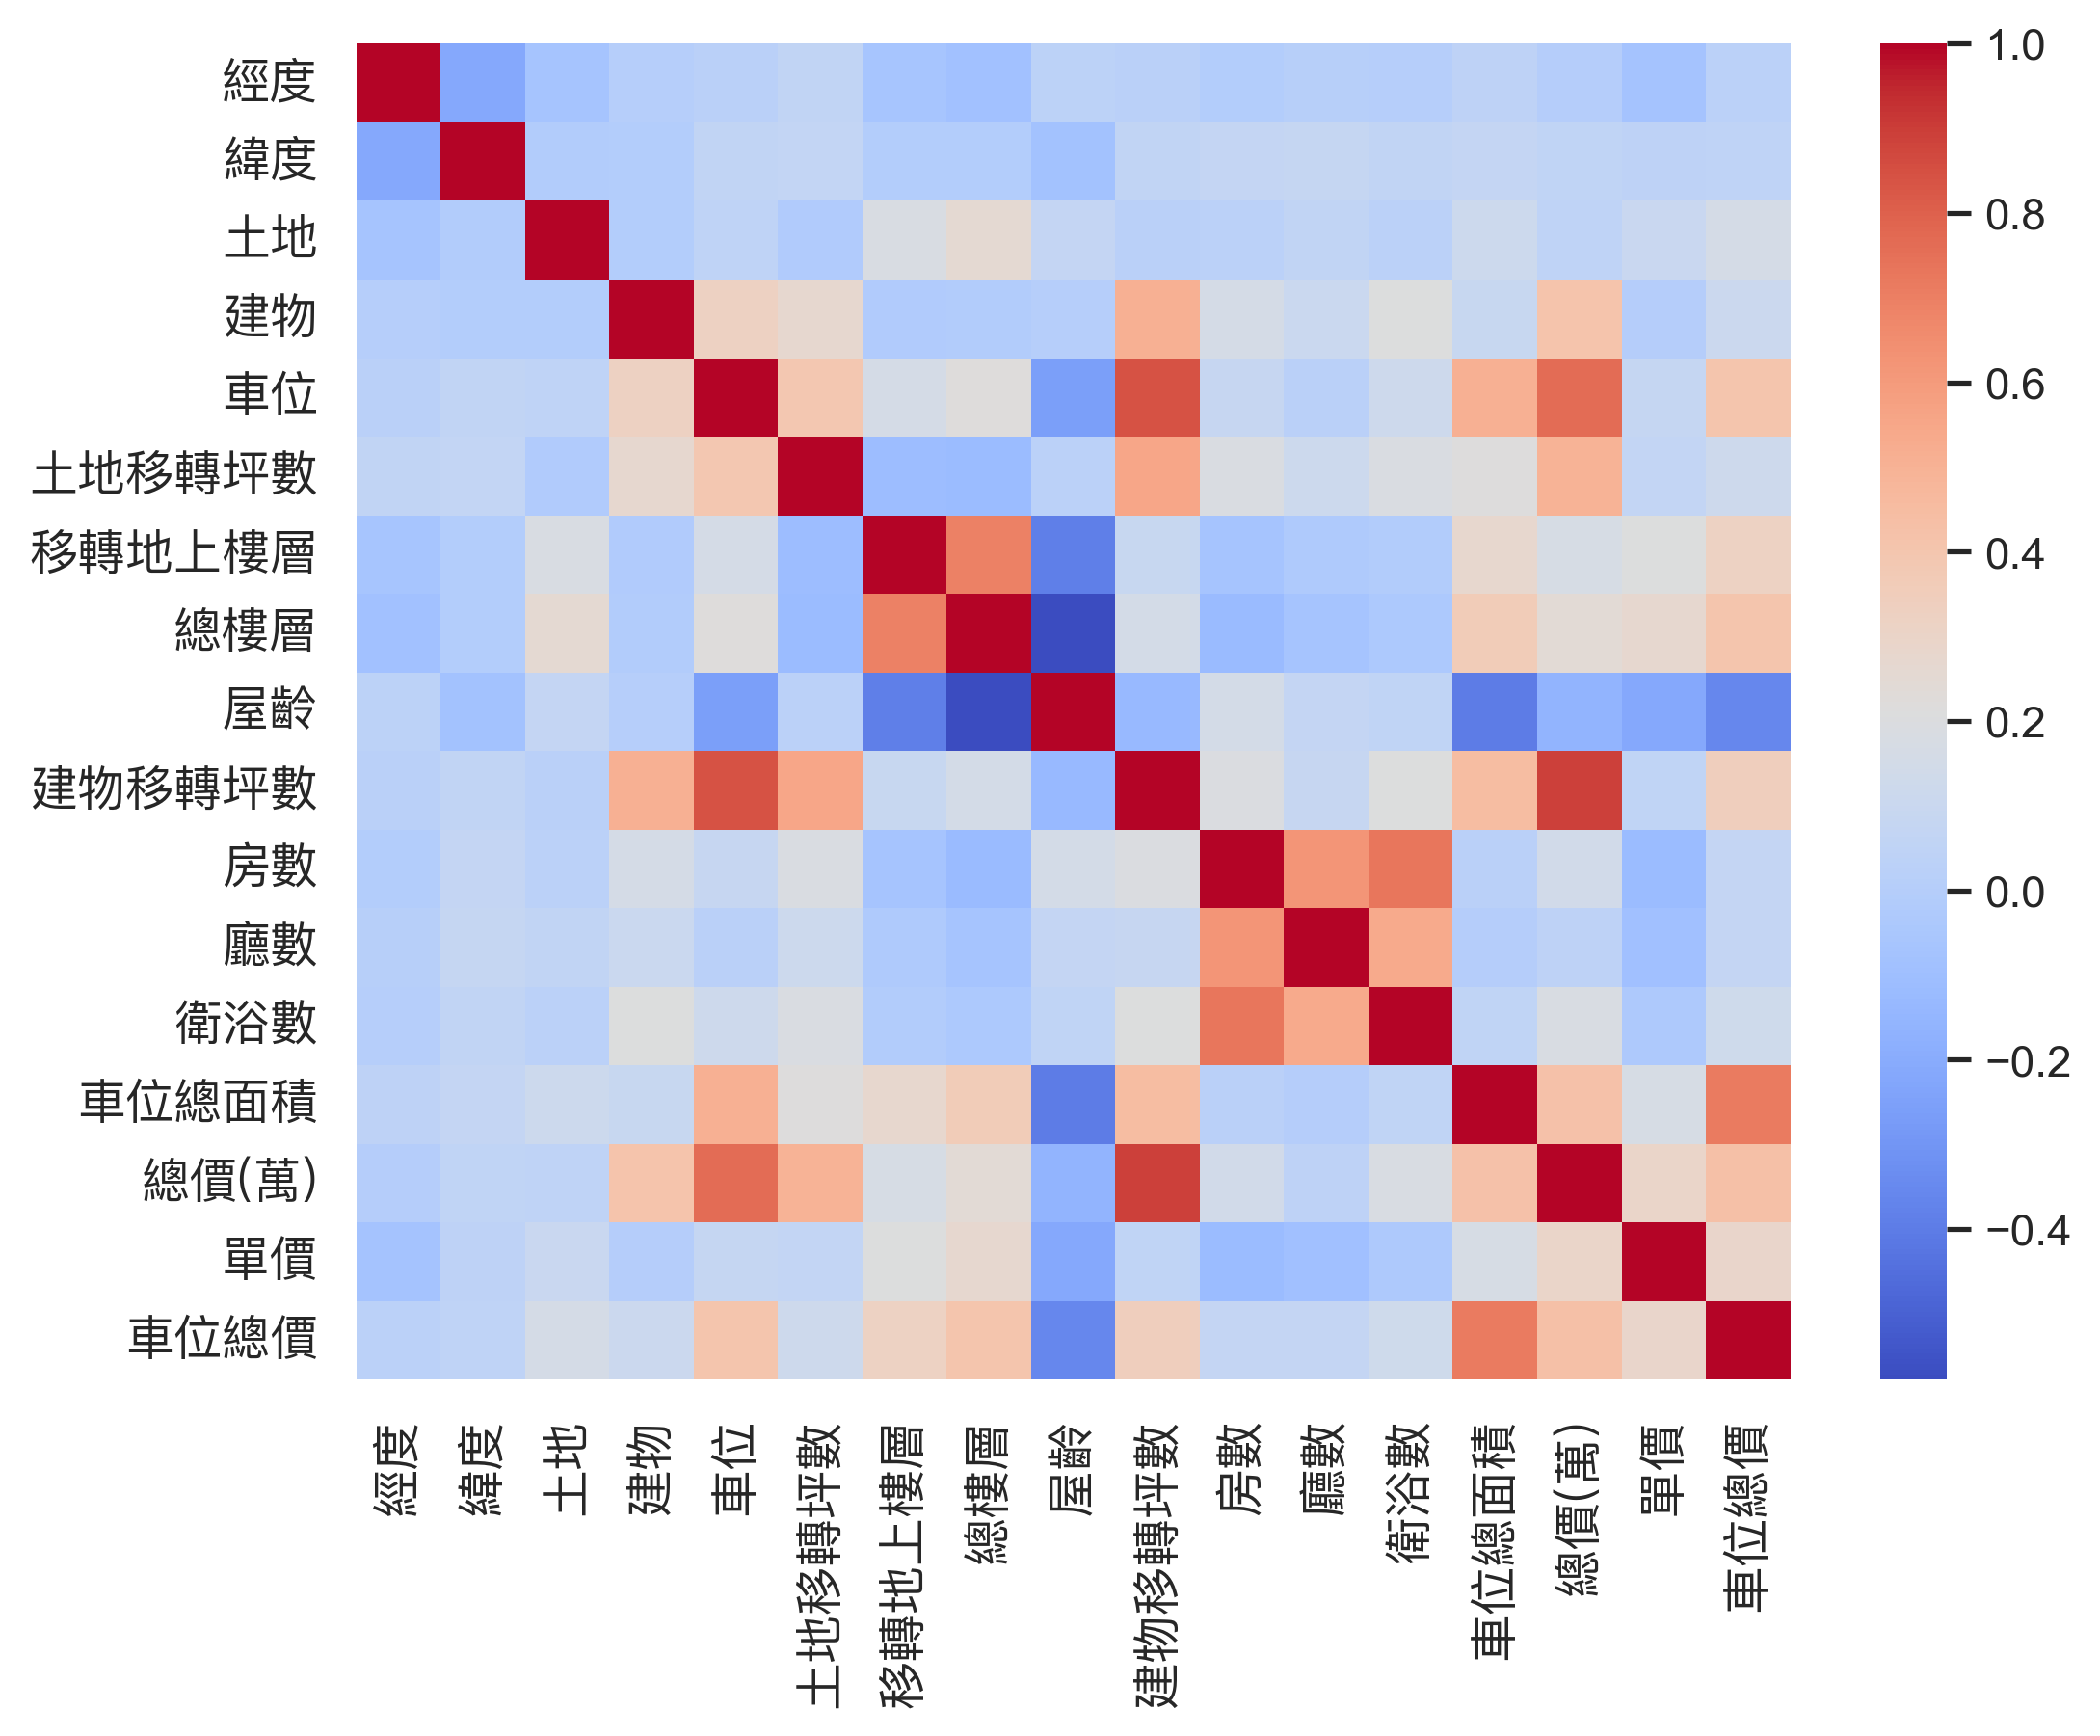 經度
緯度
土地
建物
車位
土地移轉坪數
移轉地上樓層
總樓層
屋齡
建物移轉坪數
房數
廳數
衛浴數
車位總面積
總價(萬)
單價
車位總價
經度
緯度
土地
建物
車位
土地移轉坪數
移轉地上樓層
總樓層
屋齡
建物移轉坪數
房數
廳數
衛浴數
車位總面積
總價(萬)
單價
車位總價
1.0
0.8
0.6
0.4
0.2
0.0
−0.2
−0.4